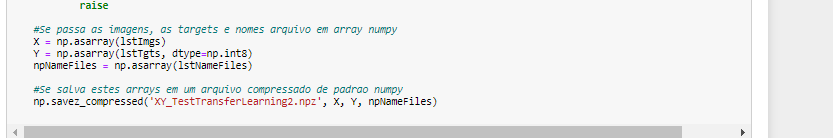 raise
#Se passa as imagens, as targets e nomes arquivo em array numpy
X = np.asarray(lstImgs)
Y = np.asarray(lstTgts, dtype=np.int8)
npNameFiles = np.asarray(lstNameFiles)
#Se salva estes arrays em um arquivo compressado de padrao numpy
np.savez_compressed('XY_TestTransferLearning2.npz', X, Y, npNameFiles)